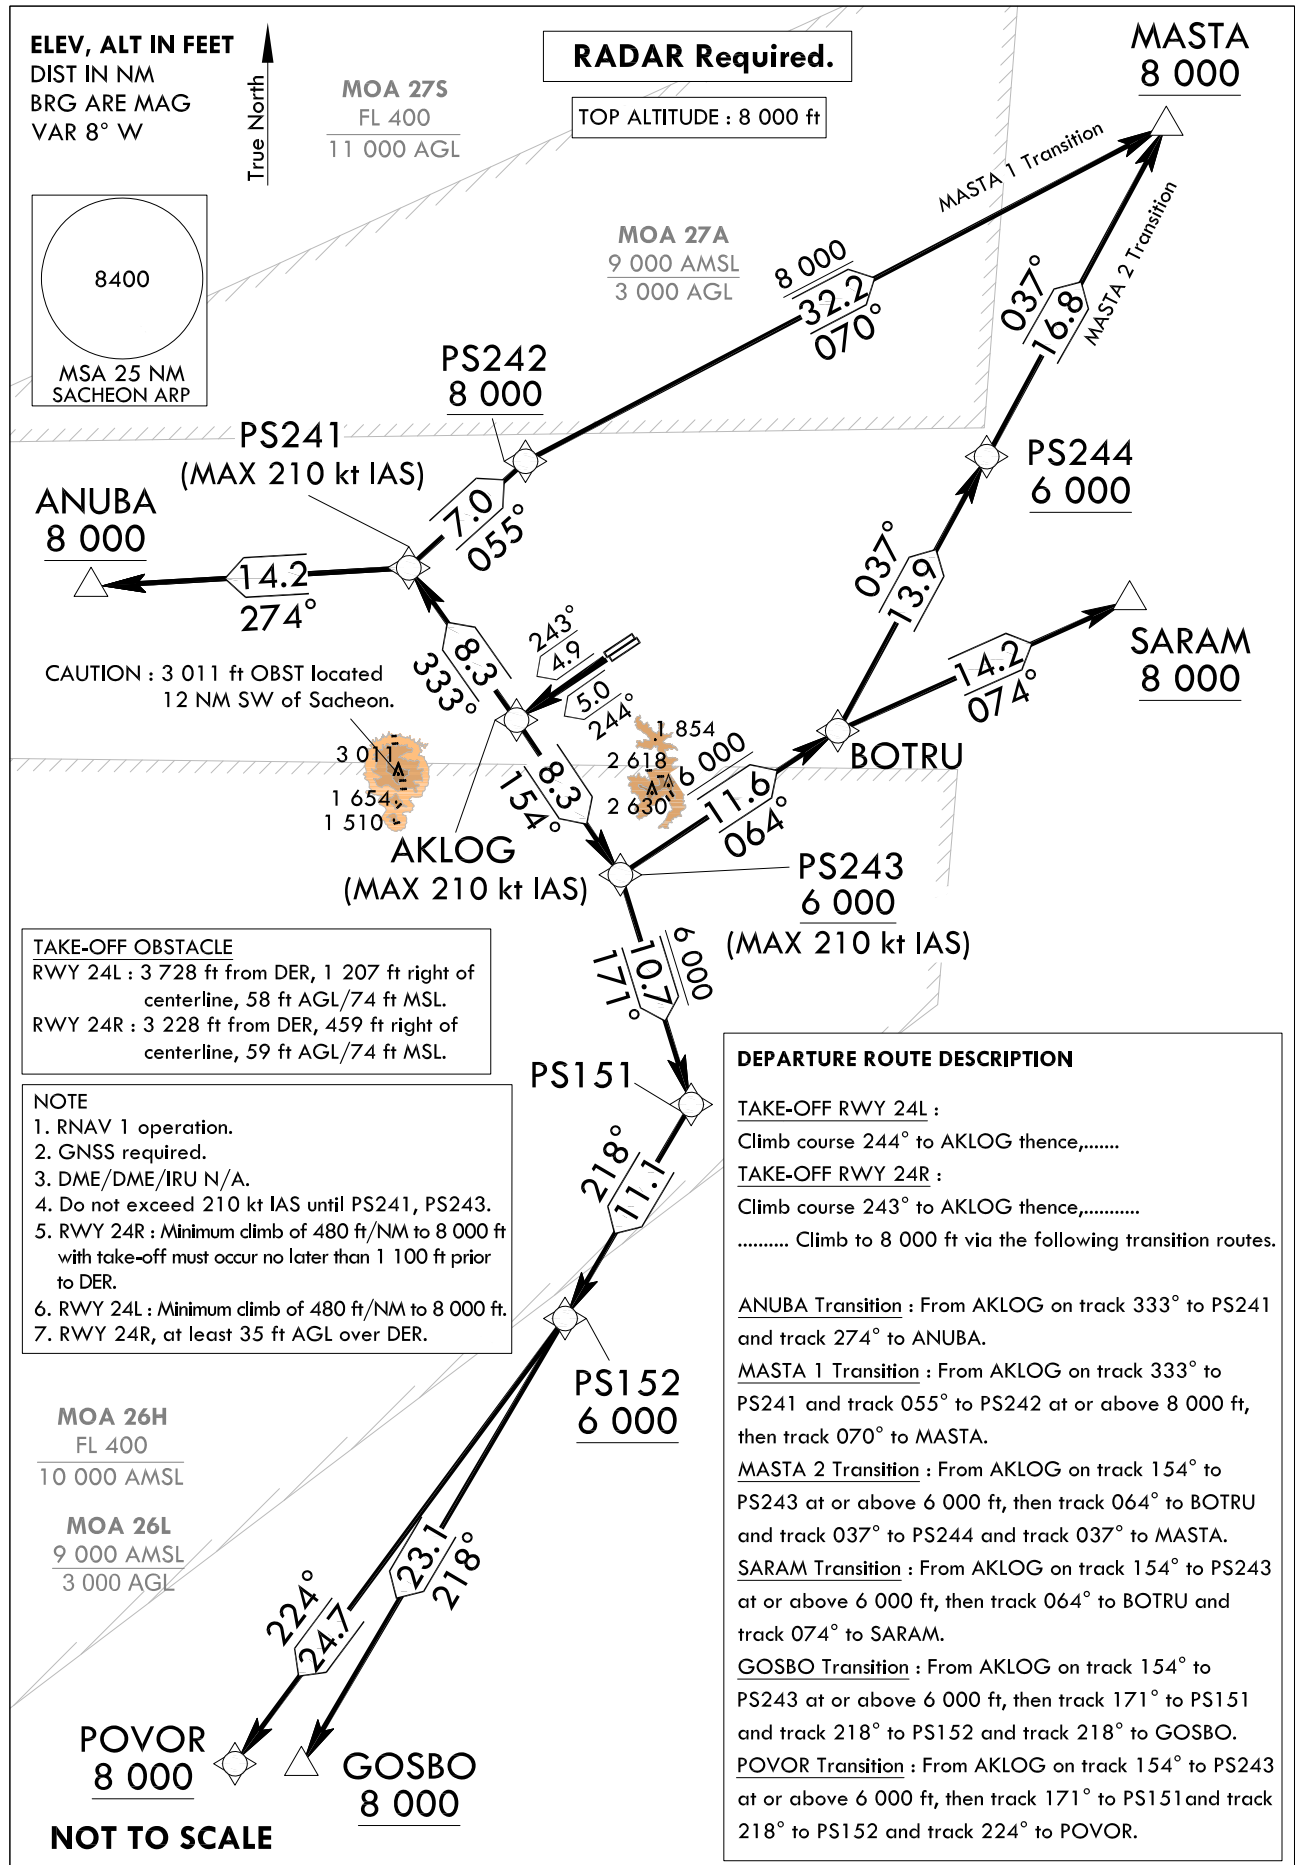 ELEV, ALT IN FEET
DIST IN NM
BRG ARE MAG
VAR 8° W
True North
RADAR Required.
TOP ALTITUDE : 8 000 ft
MOA 27S
FL 400
11 000 AGL
MASTA
8 000
8400
MSA 25 NM
SACHEON ARP
MOA 27A
9 000 AMSL
3 000 AGL
MASTA 1 Transition
8 000
32.2
070°
MASTA 2 Transition
037°
16.8
PS242
8 000
PS241
(MAX 210 kt IAS)
7.0
055°
PS244
6 000
ANUBA
8 000
14.2
274°
037°
13.9
SARAM
8 000
14.2
074°
CAUTION : 3 011 ft OBST located
12 NM SW of Sacheon.
333°
8.3
243°
4.9
5.0
244°
3 011
1 654
1 510
1 854
2 618
2 630
BOTRU
6 000
11.6
064°
8.3
154°
AKLOG
(MAX 210 kt IAS)
PS243
6 000
(MAX 210 kt IAS)
6 000
10.7
171°
TAKE-OFF OBSTACLE
RWY 24L : 3 728 ft from DER, 1 207 ft right of
centerline, 58 ft AGL/74 ft MSL.
RWY 24R : 3 228 ft from DER, 459 ft right of
centerline, 59 ft AGL/74 ft MSL.
PS151
218°
11.1
NOTE
1. RNAV 1 operation.
2. GNSS required.
3. DME/DME/IRU N/A.
4. Do not exceed 210 kt IAS until PS241, PS243.
5. RWY 24R : Minimum climb of 480 ft/NM to 8 000 ft
with take-off must occur no later than 1 100 ft prior
to DER.
6. RWY 24L : Minimum climb of 480 ft/NM to 8 000 ft.
7. RWY 24R, at least 35 ft AGL over DER.
PS152
6 000
MOA 26H
FL 400
10 000 AMSL
MOA 26L
9 000 AMSL
3 000 AGL
23.1
218°
224°
24.7
POVOR
8 000
GOSBO
8 000
NOT TO SCALE
DEPARTURE ROUTE DESCRIPTION
TAKE-OFF RWY 24L :
Climb course 244° to AKLOG thence,.......
TAKE-OFF RWY 24R :
Climb course 243° to AKLOG thence,...........
.......... Climb to 8 000 ft via the following transition routes.
ANUBA Transition : From AKLOG on track 333° to PS241
and track 274° to ANUBA.
MASTA 1 Transition : From AKLOG on track 333° to
PS241 and track 055° to PS242 at or above 8 000 ft,
then track 070° to MASTA.
MASTA 2 Transition : From AKLOG on track 154° to
PS243 at or above 6 000 ft, then track 064° to BOTRU
and track 037° to PS244 and track 037° to MASTA.
SARAM Transition : From AKLOG on track 154° to PS243
at or above 6 000 ft, then track 064° to BOTRU and
track 074° to SARAM.
GOSBO Transition : From AKLOG on track 154° to
PS243 at or above 6 000 ft, then track 171° to PS151
and track 218° to PS152 and track 218° to GOSBO.
POVOR Transition : From AKLOG on track 154° to PS243
at or above 6 000 ft, then track 171° to PS151and track
218° to PS152 and track 224° to POVOR.